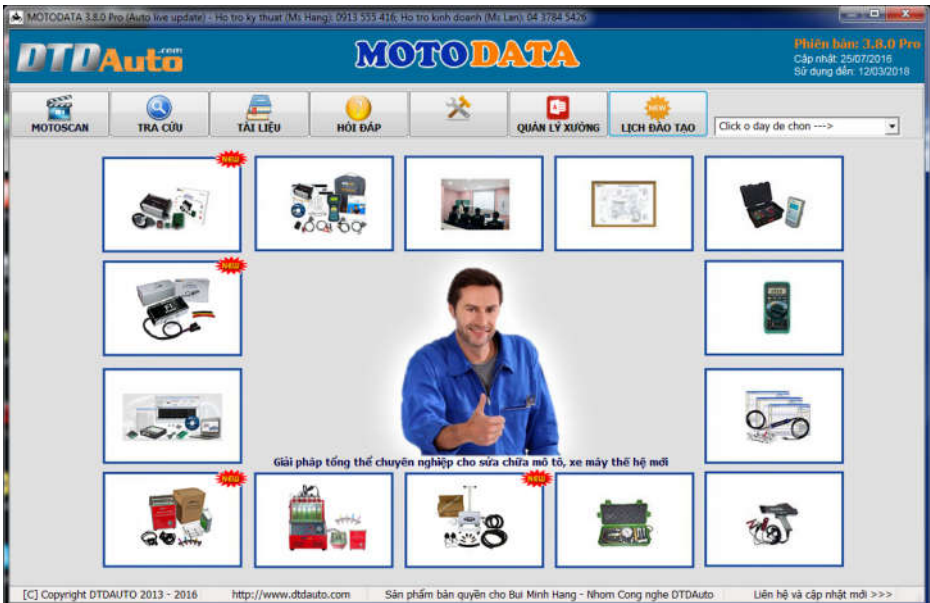 MOTODATA 3.8.0 Pro (Auto live update) - Ho tro ky thuat (Ms Hang): 0913 555 416; Ho tro kinh doanh (Ms Lan): 04 3784 5426
DTDAuto.com
MOTODATA
Phiên bản: 3.8.0 Pro
Cập nhật: 25/07/2016
Sử dụng đến: 12/03/2018
MOTOSCAN
TRA CỨU
TÀI LIỆU
HỎI ĐÁP
QUẢN LÝ XƯỞNG
NEW
LỊCH ĐÀO TẠO
Click o day de chon --->
NEW
NEW
Giải pháp tổng thể chuyên nghiệp cho sửa chữa mô tô, xe máy thế hệ mới
NEW
NEW
[C] Copyright DTDAUTO 2013 - 2016
http://www.dtdauto.com
Sản phẩm bản quyền cho Bui Minh Hang - Nhom Cong nghe DTDAuto
Liên hệ và cập nhật mới >>>